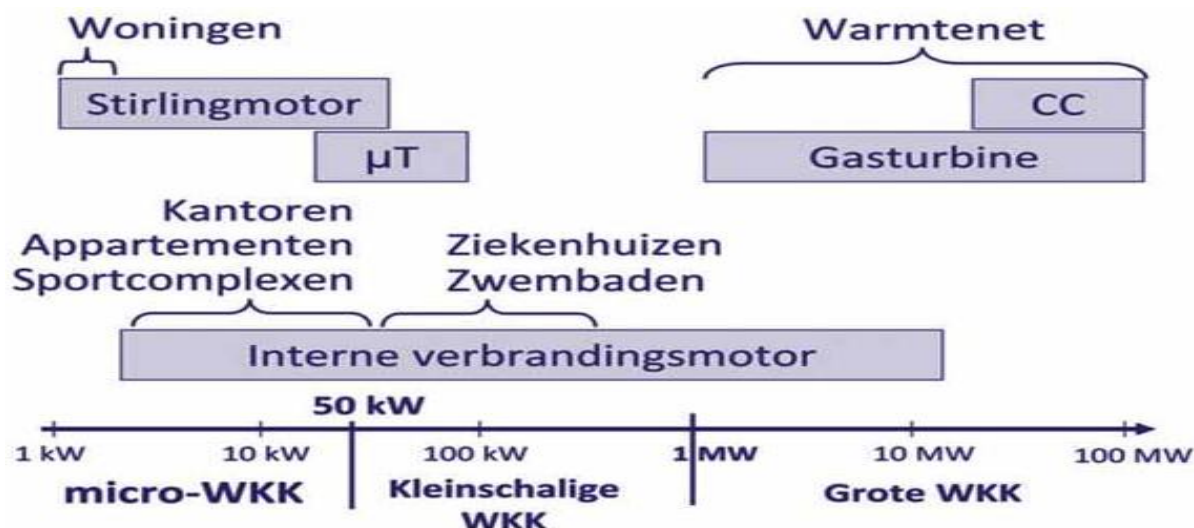 Woningen
Warmtenet
Stirlingmotor
CC
µT
Gasturbine
Kantoren
Appartementen
Sportcomplexen
Ziekenhuizen
Zwembaden
Interne verbrandingsmotor
50 kW
1 kW
10 kW
100 kW
1 MW
10 MW
100 MW
micro-WKK
Kleinschalige
WKK
Grote WKK